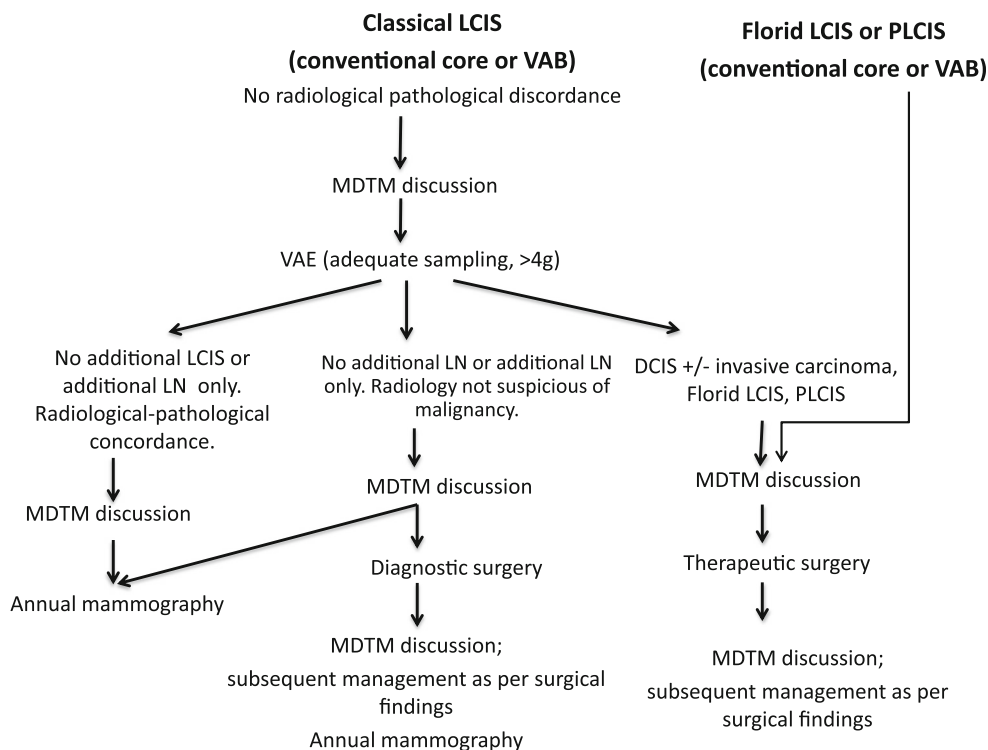 Classical LCIS
(conventional core or VAB)
No radiological pathological discordance
MDTM discussion
VAE (adequate sampling, >4g)
Florid LCIS or PLCIS
(conventional core or VAB)
No additional LCIS or
additional LN only.
Radiological-pathological
concordance.
MDTM discussion
Annual mammography
No additional LN or additional LN
only. Radiology not suspicious of
malignancy.
MDTM discussion
Diagnostic surgery
MDTM discussion;
subsequent management as per surgical
findings
Annual mammography
DCIS +/- invasive carcinoma,
Florid LCIS, PLCIS
MDTM discussion
Therapeutic surgery
MDTM discussion;
subsequent management as per
surgical findings